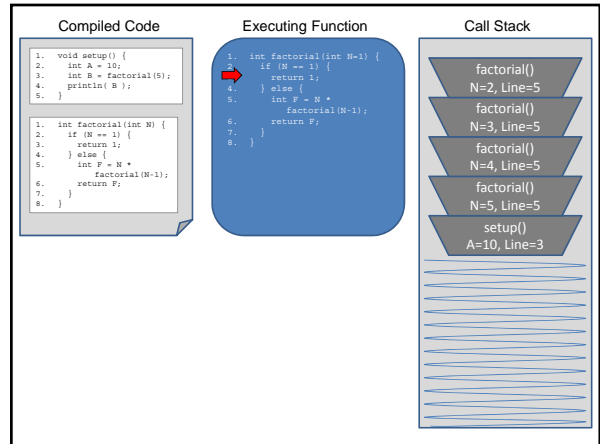 Compiled Code
1. void setup() {
2. int A = 10;
3. int B = factorial(5);
4. println( B );
5. }
1. int factorial(int N) {
2. if (N == 1) {
3. return 1;
4. } else {
5. int F = N *
factorial(N-1);
6. return F;
7. }
8. }
Executing Function
1. int factorial(int N=1) {
2. if (N == 1) {
return 1;
4. } else {
5. int F = N *
factorial(N-1);
6. return F;
7. }
8. }
Call Stack
factorial()
N=2, Line=5
factorial()
N=3, Line=5
factorial()
N=4, Line=5
factorial()
N=5, Line=5
setup()
A=10, Line=3